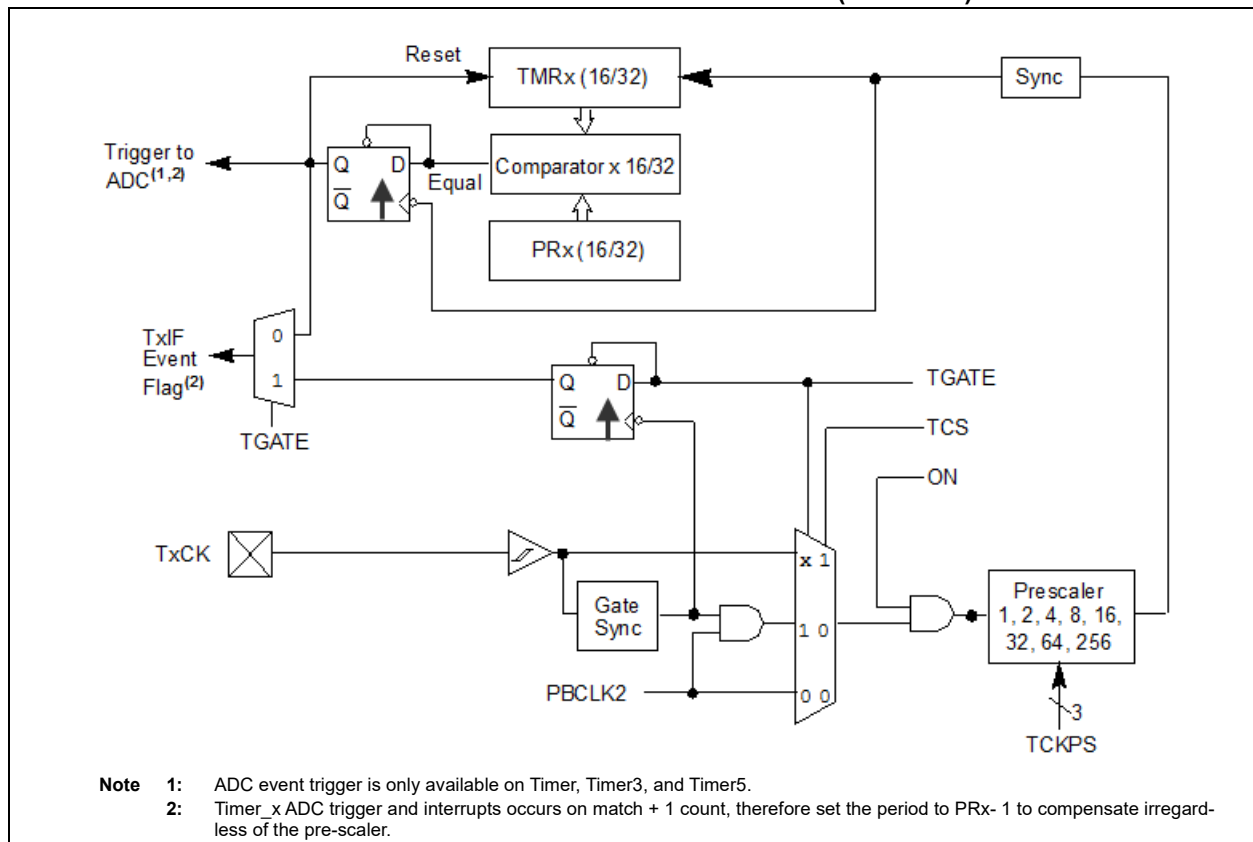 Reset
TMRx (16/32)
Sync
Trigger to
ADC(1,2)
Q D
Q
Equal
Comparator x 16/32
PRx (16/32)
TxIF
Event
Flag(2)
0
1
TGATE
Q D
Q
TGATE
TCS
ON
TxCK
x 1
Gate
Sync
1 0
Prescaler
1, 2, 4, 8, 16,
32, 64, 256
PBCLK2
0 0
3
TCKPS
Note 1: ADC event trigger is only available on Timer, Timer3, and Timer5.
2: Timer_x ADC trigger and interrupts occurs on match + 1 count, therefore set the period to PRx- 1 to compensate irregard-
less of the pre-scaler.